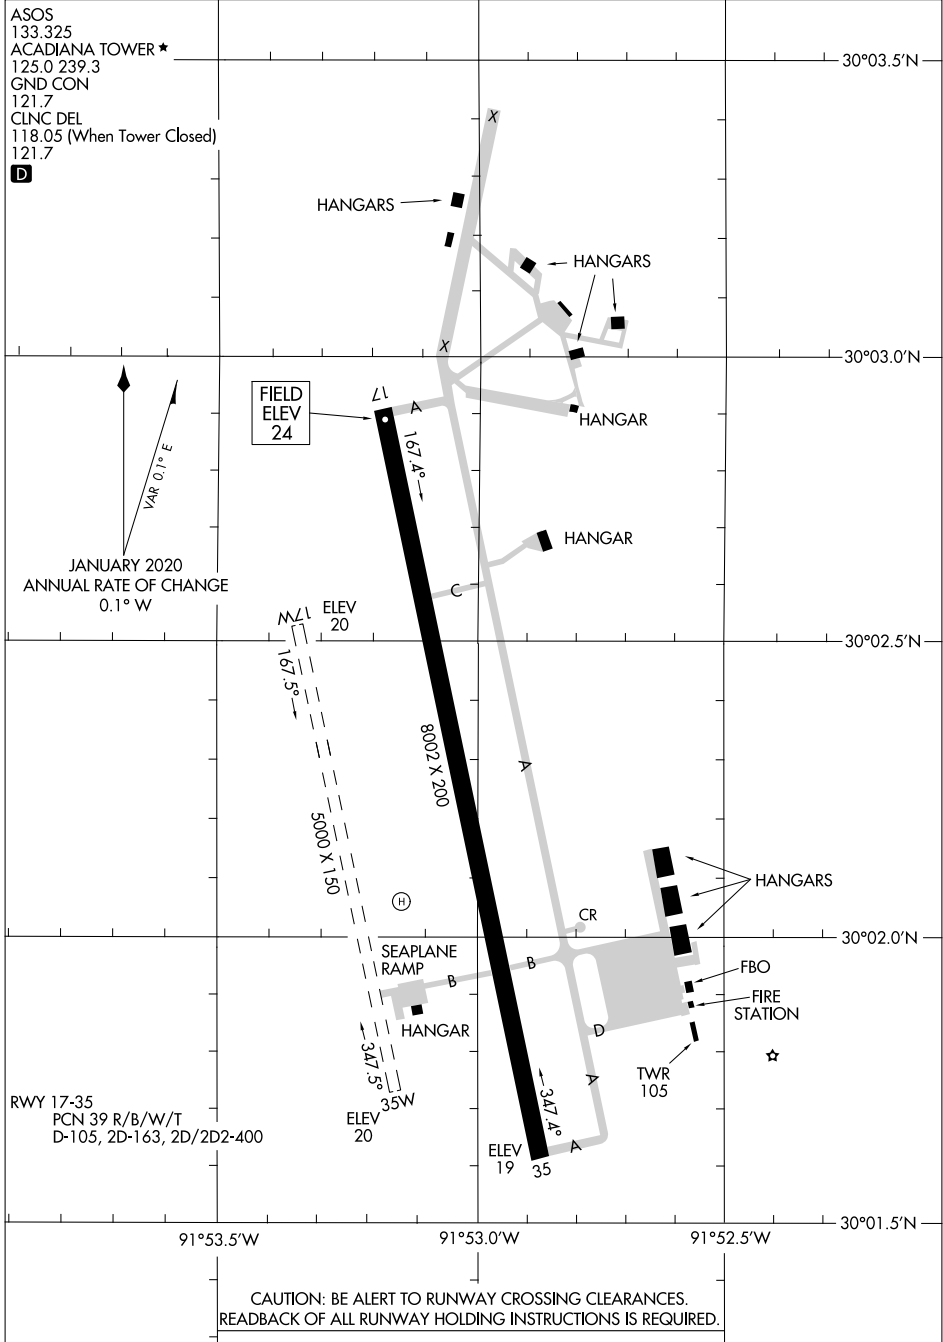 ASOS
133.325
ACADIANA TOWER ★
125.0 239.3
GND CON
121.7
CLNC DEL
118.05 (When Tower Closed)
121.7
D
30°03.5'N
X
HANGARS
HANGARS
X
30°03.0'N
FIELD
ELEV
24
17
A
167.4°
HANGAR
VAR 0.1° E
JANUARY 2020
ANNUAL RATE OF CHANGE
0.1° W
HANGAR
C
17W
ELEV
20
30°02.5'N
167.5°
8002 X 200
A
5000 X 150
HANGARS
H
CR
30°02.0'N
SEAPLANE
RAMP
B
B
FBO
FIRE
STATION
HANGAR
D
TWR
105
347.5°
A
35W
ELEV
20
347.4°
RWY 17-35
PCN 39 R/B/W/T
D-105, 2D-163, 2D/2D2-400
A
ELEV
19
35
30°01.5'N
91°53.5'W
91°53.0'W
91°52.5'W
CAUTION: BE ALERT TO RUNWAY CROSSING CLEARANCES.
READBACK OF ALL RUNWAY HOLDING INSTRUCTIONS IS REQUIRED.